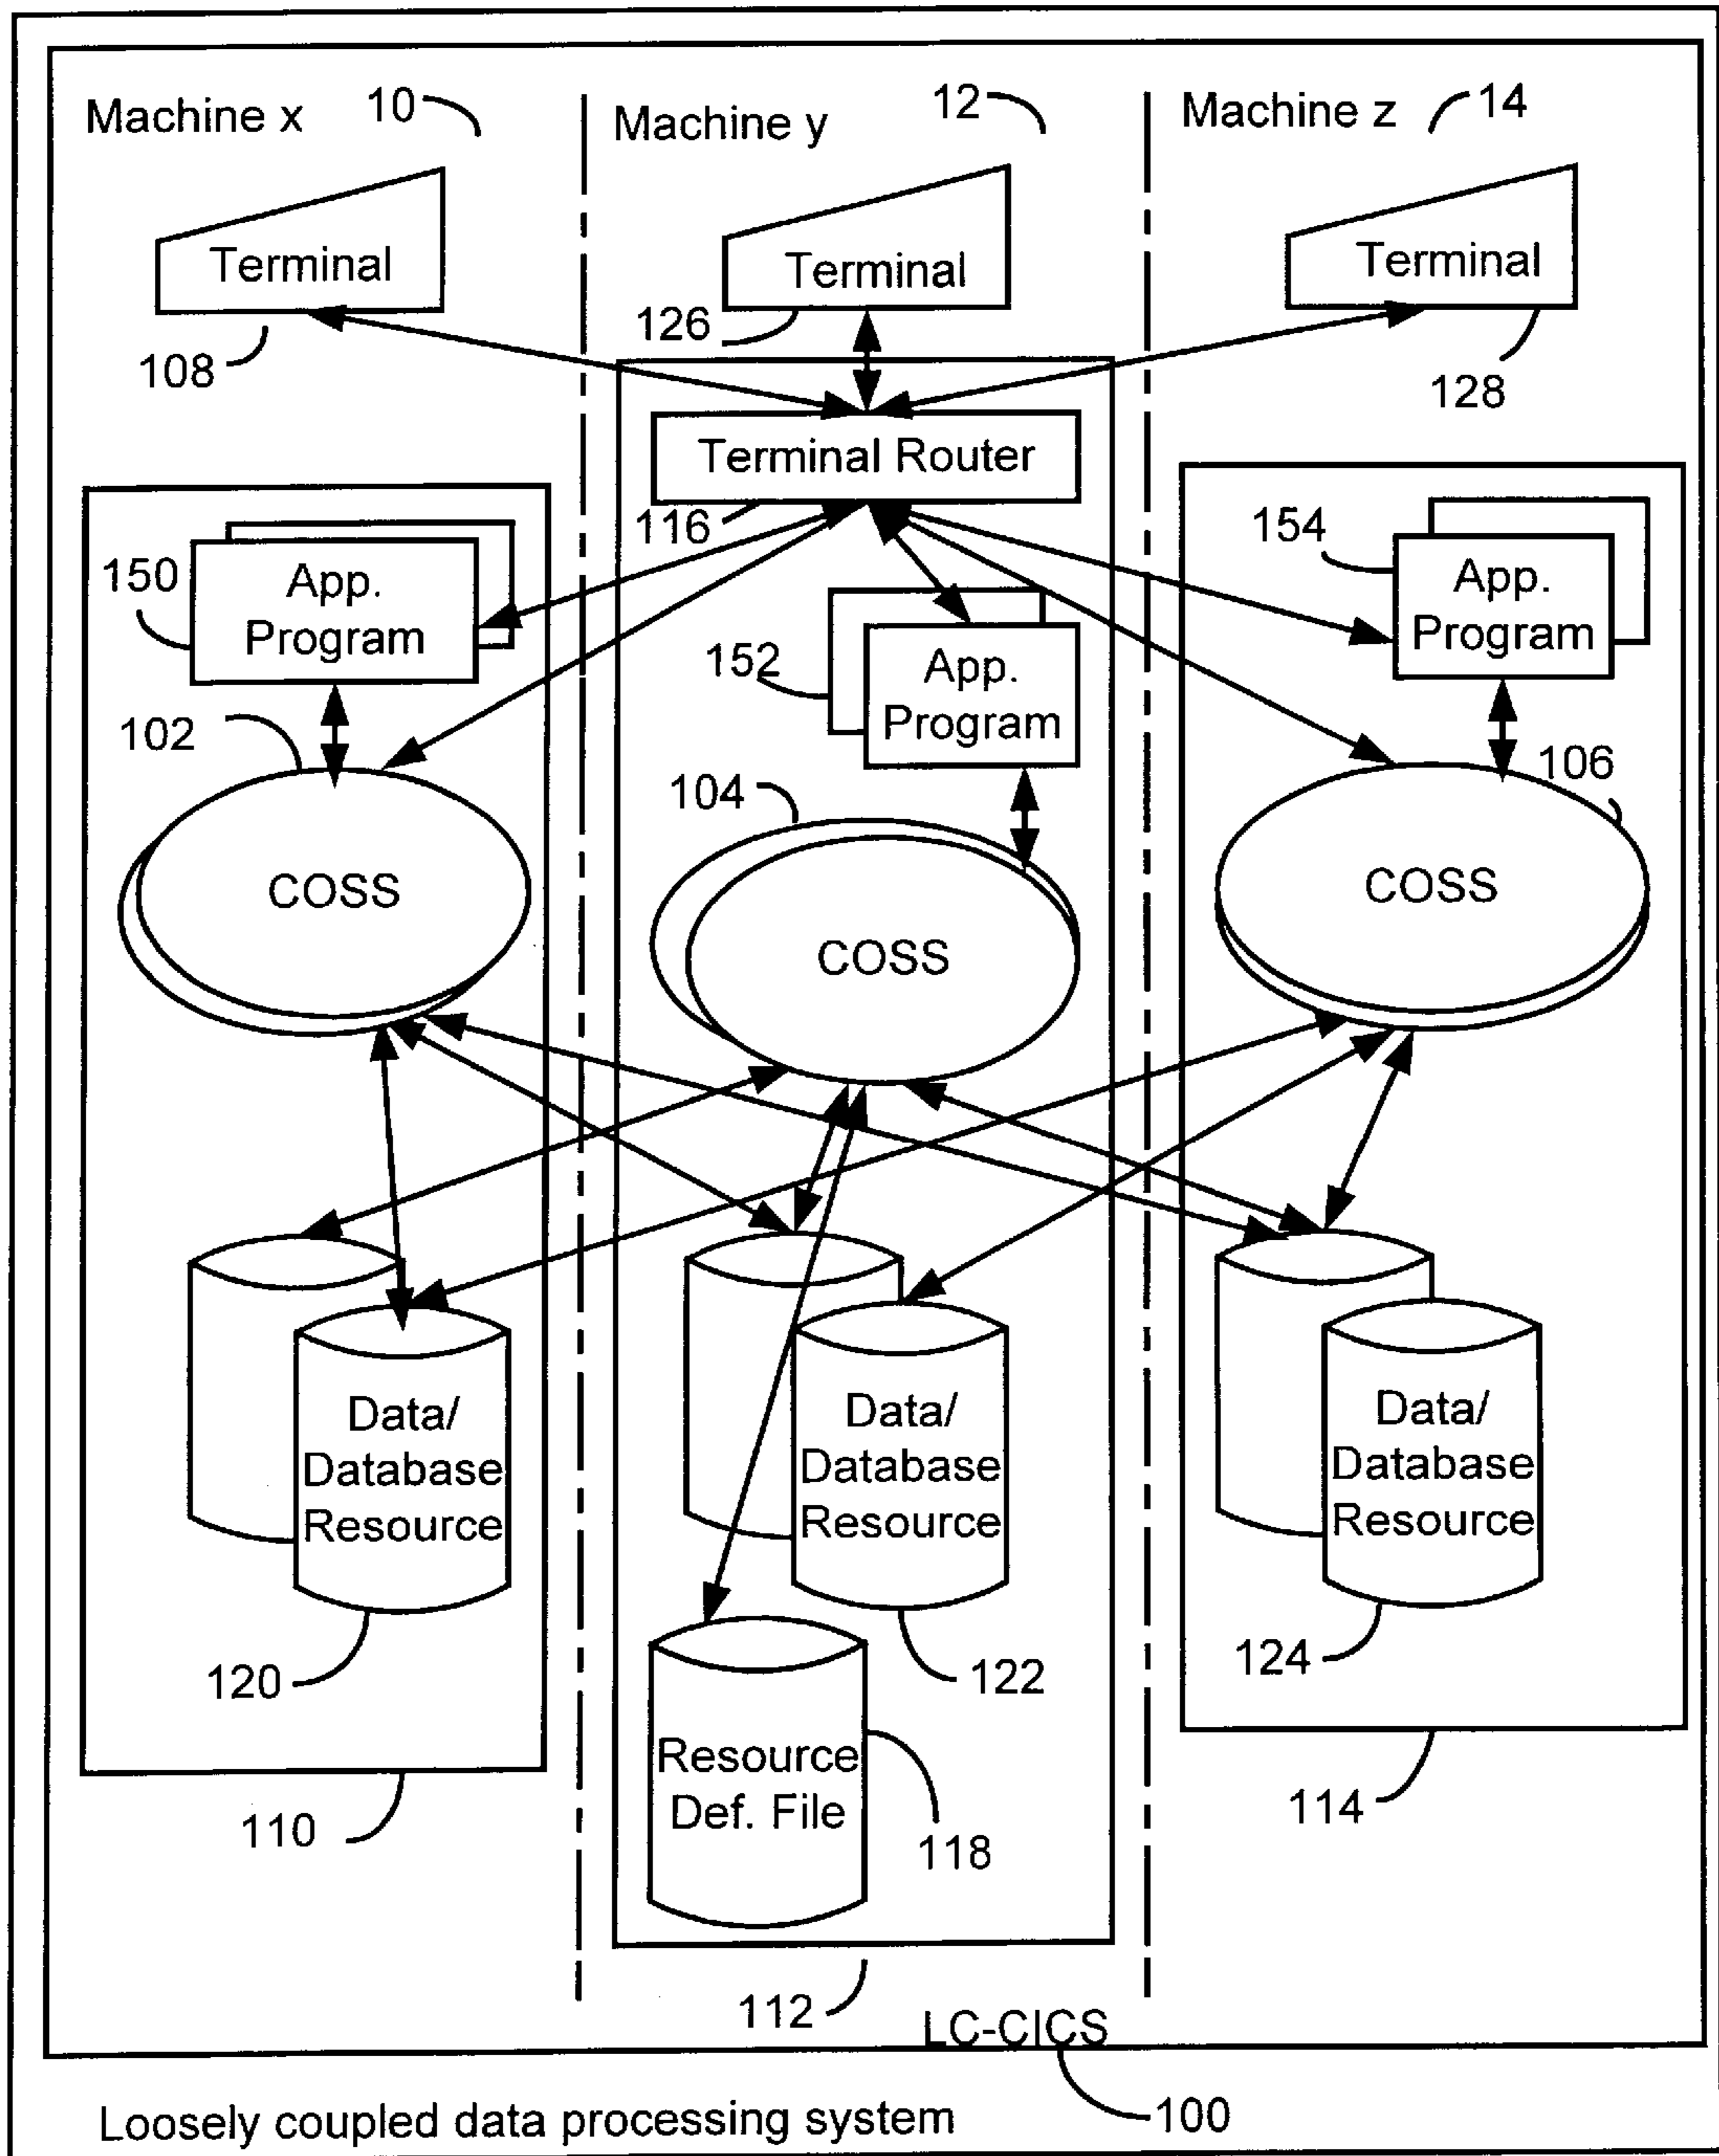 Machine x
10
Machine y
12
Machine z
14
Terminal
Terminal
Terminal
108
126
128
Terminal Router
116
150
App.
Program
152
App.
Program
154
App.
Program
102
104
106
COSS
COSS
COSS
Data/
Database
Resource
Data/
Database
Resource
Data/
Database
Resource
120
122
124
Resource
Def. File
118
110
112
114
LC-CICS
100
Loosely coupled data processing system